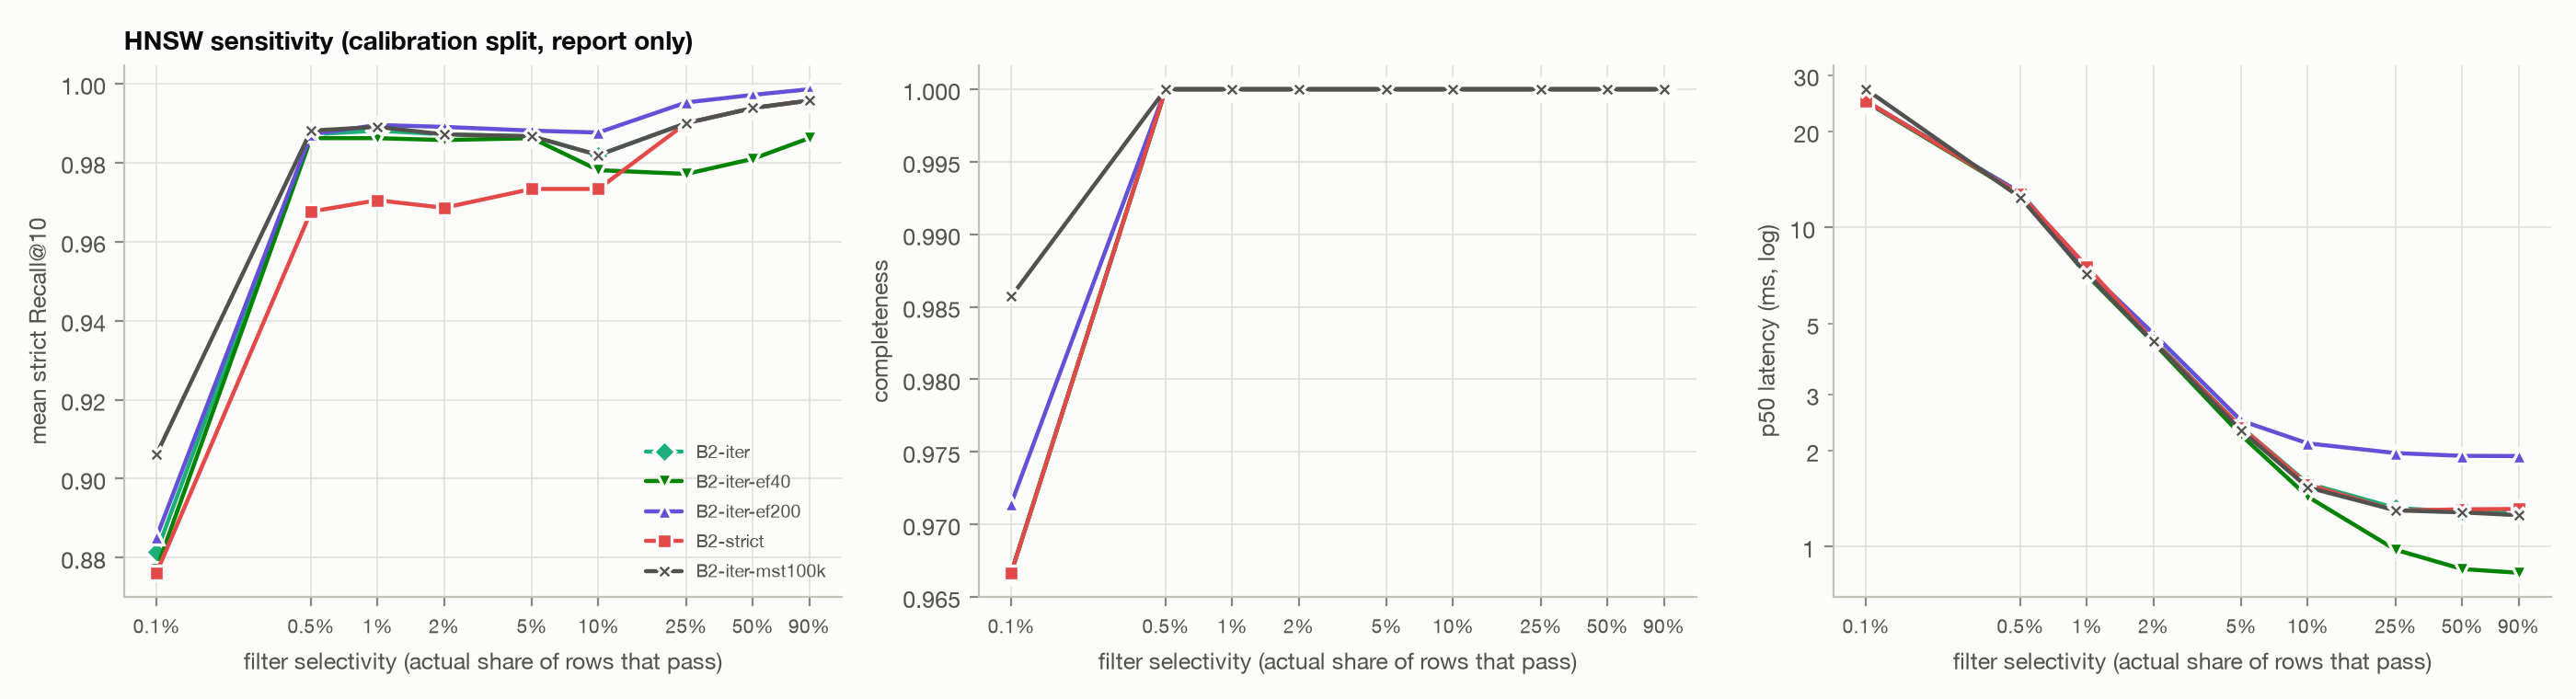 HNSW sensitivity (calibration split, report only)
mean strict Recall@10
1.00
0.98
0.96
0.94
0.92
0.90
0.88
B2-iter
B2-iter-ef40
B2-iter-ef200
B2-strict
B2-iter-mst100k
0.1% 0.5% 1% 2% 5% 10% 25% 50% 90%
filter selectivity (actual share of rows that pass)
completeness
1.000
0.995
0.990
0.985
0.980
0.975
0.970
0.965
0.1% 0.5% 1% 2% 5% 10% 25% 50% 90%
filter selectivity (actual share of rows that pass)
p50 latency (ms, log)
30
20
10
5
3
2
1
0.1% 0.5% 1% 2% 5% 10% 25% 50% 90%
filter selectivity (actual share of rows that pass)